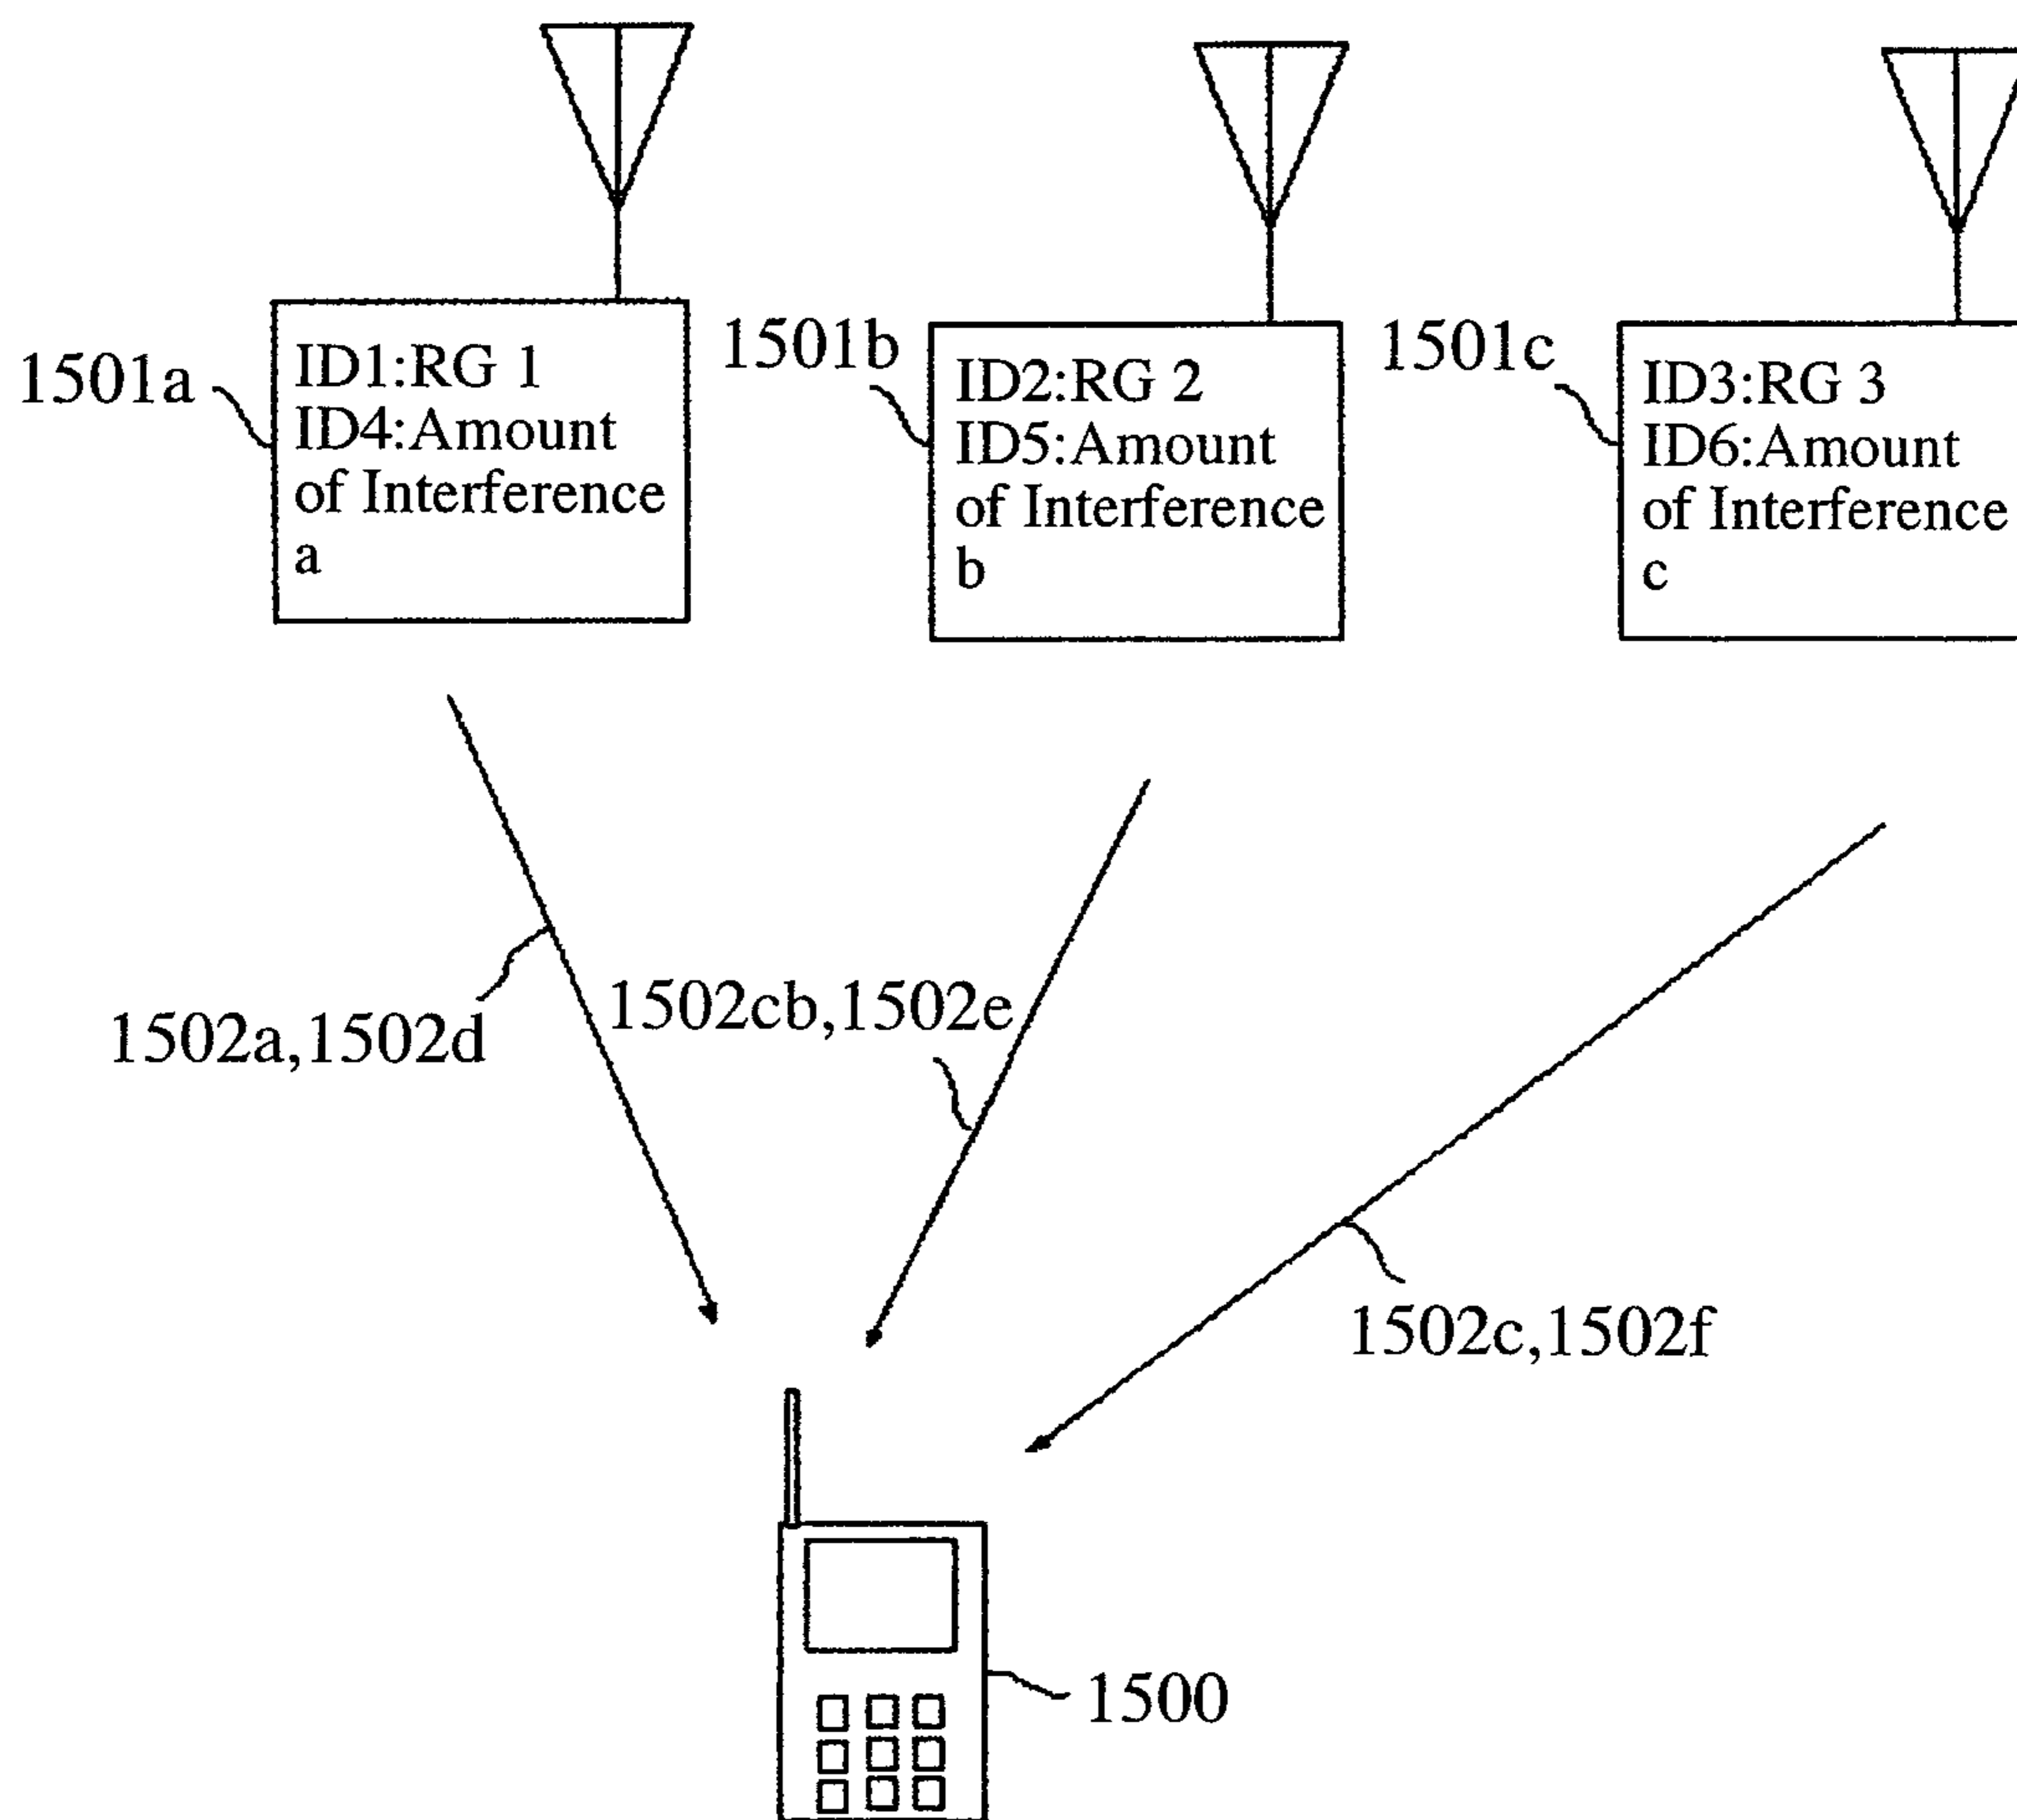 1501a
ID1:RG 1
ID4:Amount
of Interference
a
1501b
ID2:RG 2
ID5:Amount
of Interference
b
1501c
ID3:RG 3
ID6:Amount
of Interference
c
1502a,1502d
1502cb,1502e
1502c,1502f
1500